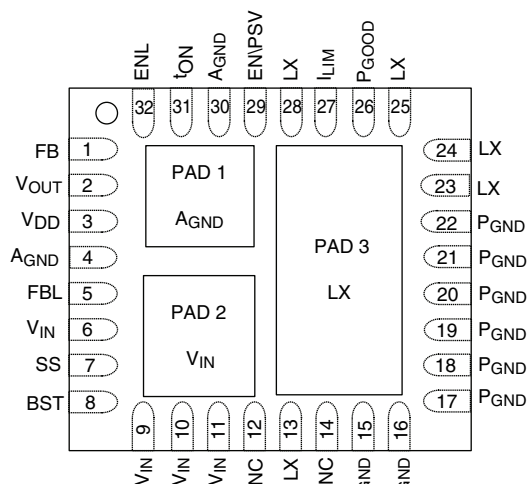 ENL
tON
AGND
EN\PSV
LX
ILIM
PGOOD
LX
32
31
30
29
28
27
26
25
FB 1
VOUT 2
VDD 3
AGND 4
FBL 5
VIN 6
SS 7
BST 8
PAD 1
AGND
PAD 2
VIN
PAD 3
LX
24 LX
23 LX
22 PGND
21 PGND
20 PGND
19 PGND
18 PGND
17 PGND
9
10
11
12
13
14
15
16
VIN
VIN
VIN
NC
LX
NC